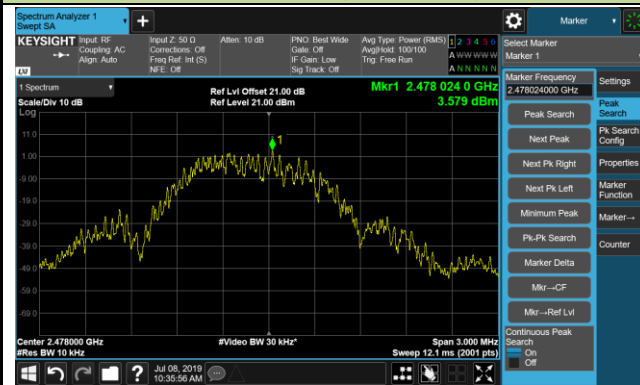 Spectrum Analyzer 1
Swept SA
KEYSIGHT
Input: RF
Coupling: AC
Align: Auto
Input Z: 50 Ω
Corrections: Off
Freq Ref: Int (S)
NFE: Off
Atten: 10 dB
PNO: Best Wide
Gate: Off
IF Gain: Low
Sig Track: Off
Avg Type: Power (RMS)
Avg|Hold: 100/100
Trig: Free Run
1 2 3 4 5 6
A W W W W W
A N N N N N
LXI
1 Spectrum
Scale/Div 10 dB
Log
Ref Lvl Offset 21.00 dB
Ref Level 21.00 dBm
Mkr1 2.478 024 0 GHz
3.579 dBm
1
11.0
1.00
-9.00
-19.0
-29.0
-39.0
-49.0
-59.0
-69.0
Center 2.478000 GHz
#Res BW 10 kHz
#Video BW 30 kHz*
Span 3.000 MHz
Sweep 12.1 ms (2001 pts)
Jul 08, 2019
10:35:56 AM
Marker
Select Marker
Marker 1
Marker Frequency
2.478024000 GHz
Peak Search
Next Peak
Next Pk Right
Next Pk Left
Minimum Peak
Pk-Pk Search
Marker Delta
Mkr→CF
Mkr→Ref Lvl
Continuous Peak
Search
On
Off
Settings
Peak
Search
Pk Search
Config
Properties
Marker
Function
Marker→
Counter